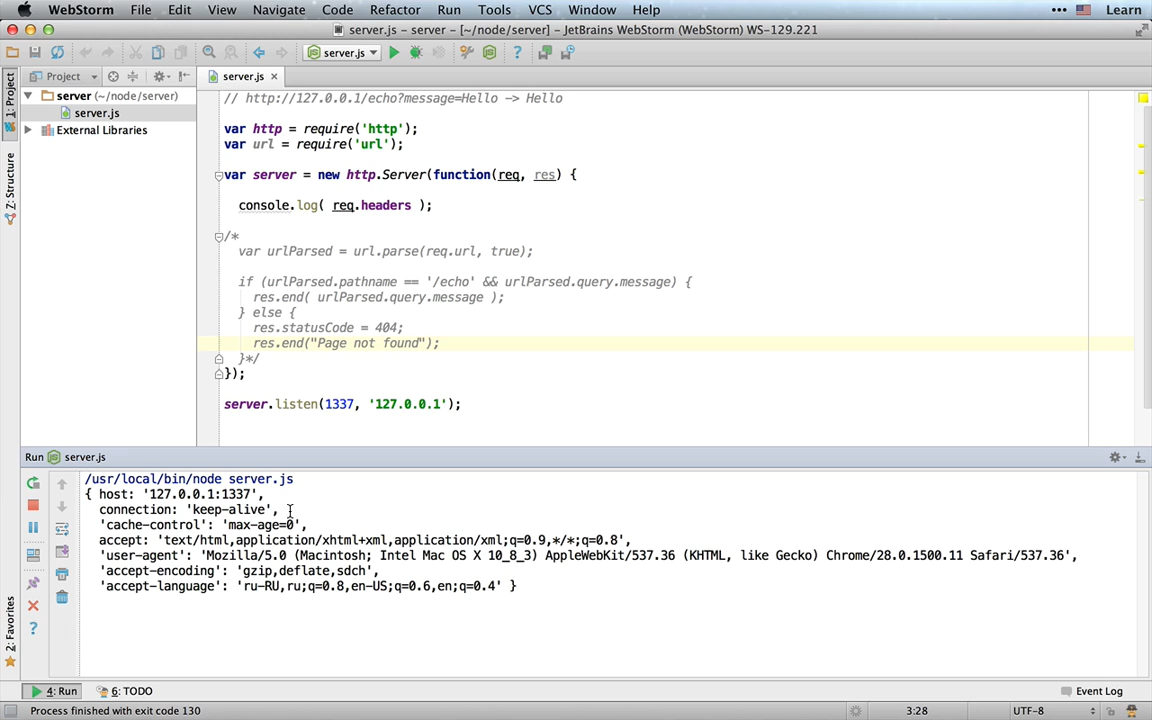 WebStorm File Edit View Navigate Code Refactor Run Tools VCS Window Help ••• Learn
server.js – server – [~/node/server] – JetBrains WebStorm (WebStorm) WS-129.221
server.js
1: Project
Project
server.js
server (~/node/server)
server.js
External Libraries
Z: Structure
2: Favorites
// http://127.0.0.1/echo?message=Hello -> Hello
var http = require('http');
var url = require('url');
var server = new http.Server(function(req, res) {
console.log( req.headers );
/*
var urlParsed = url.parse(req.url, true);
if (urlParsed.pathname == '/echo' && urlParsed.query.message) {
res.end( urlParsed.query.message );
} else {
res.statusCode = 404;
res.end("Page not found");
}*/
});
server.listen(1337, '127.0.0.1');
Run server.js
/usr/local/bin/node server.js
{ host: '127.0.0.1:1337',
connection: 'keep-alive',
'cache-control': 'max-age=0',
accept: 'text/html,application/xhtml+xml,application/xml;q=0.9,*/*;q=0.8',
'user-agent': 'Mozilla/5.0 (Macintosh; Intel Mac OS X 10_8_3) AppleWebKit/537.36 (KHTML, like Gecko) Chrome/28.0.1500.11 Safari/537.36',
'accept-encoding': 'gzip,deflate,sdch',
'accept-language': 'ru-RU,ru;q=0.8,en-US;q=0.6,en;q=0.4' }
4: Run 6: TODO Event Log
Process finished with exit code 130 3:28 UTF-8